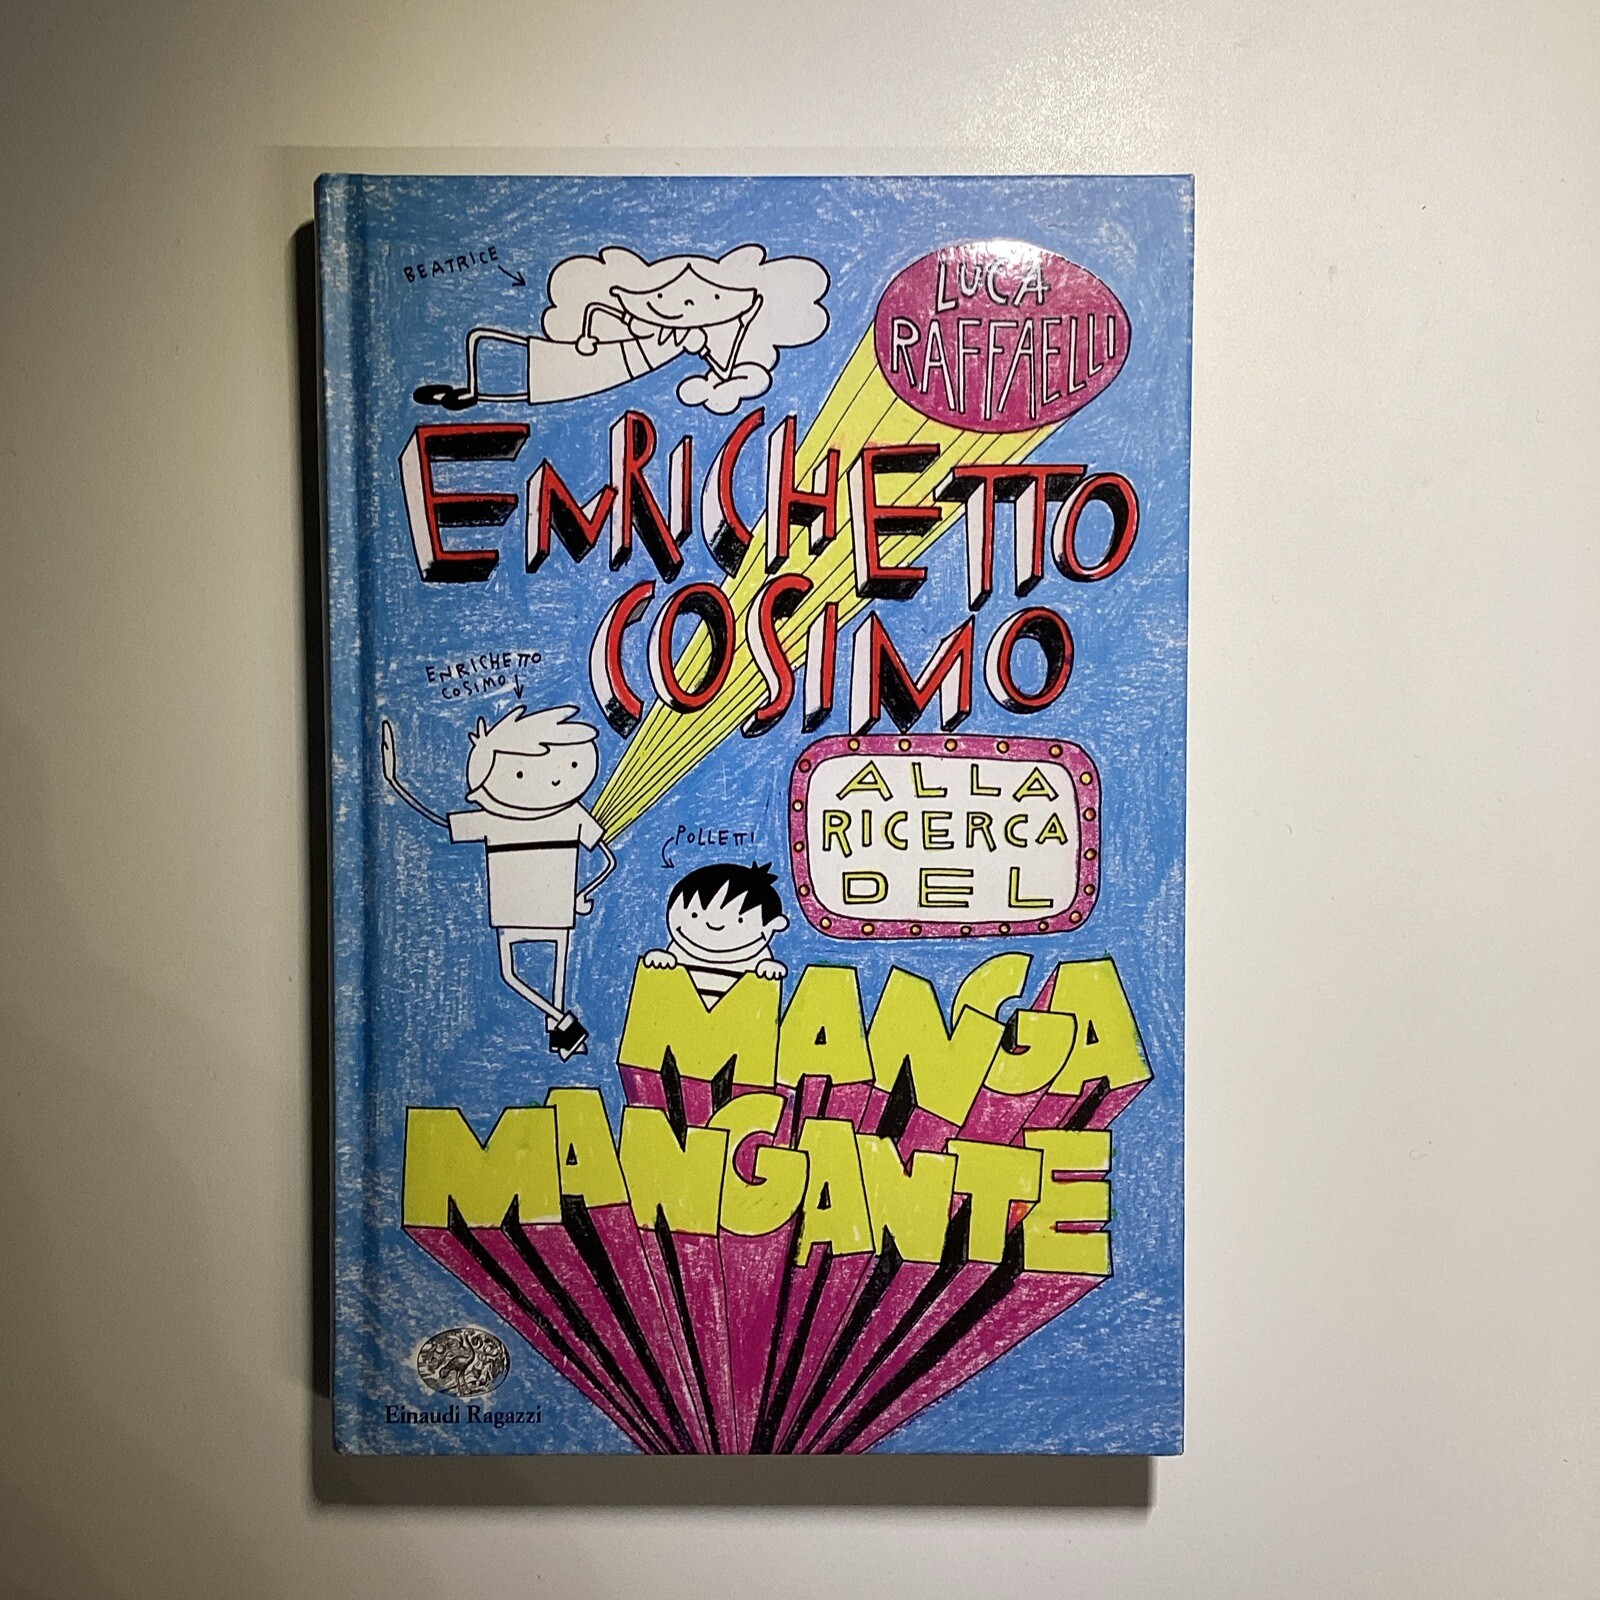 BEATRICE
LUCA
RAFFAELLI
ENRICHETTO
COSIMO
ENRICHETTO
COSIMO
ALLA
RICERCA
DEL
POLLETTI
MANGA
MANGANTE
Einaudi Ragazzi